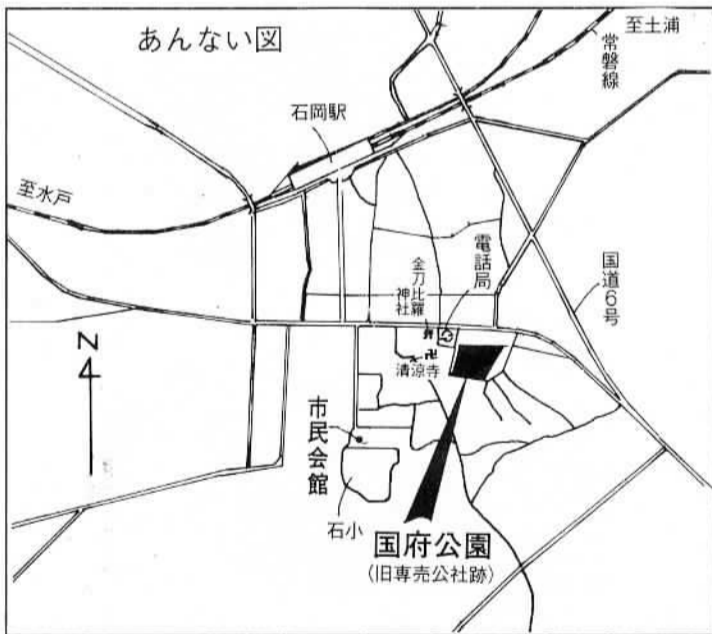 あんない図
至土浦
常磐線
石岡駅
至水戸
電話局
金刀比羅
神社
国道6号
清涼寺
N
市民会館
石小
国府公園
(旧専売公社跡)